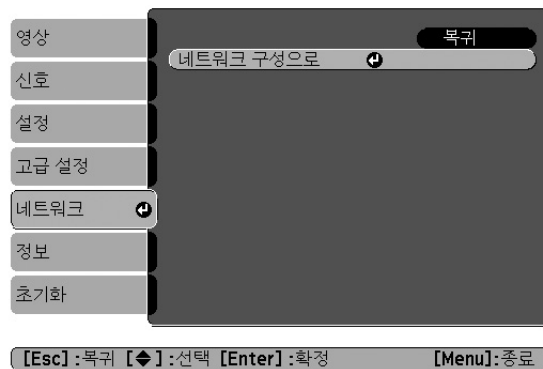 영상
신호
설정
고급 설정
네트워크
정보
초기화
복귀
네트워크 구성으로
[Esc] :복귀 [◆] :선택 [Enter] :확정 [Menu]:종료